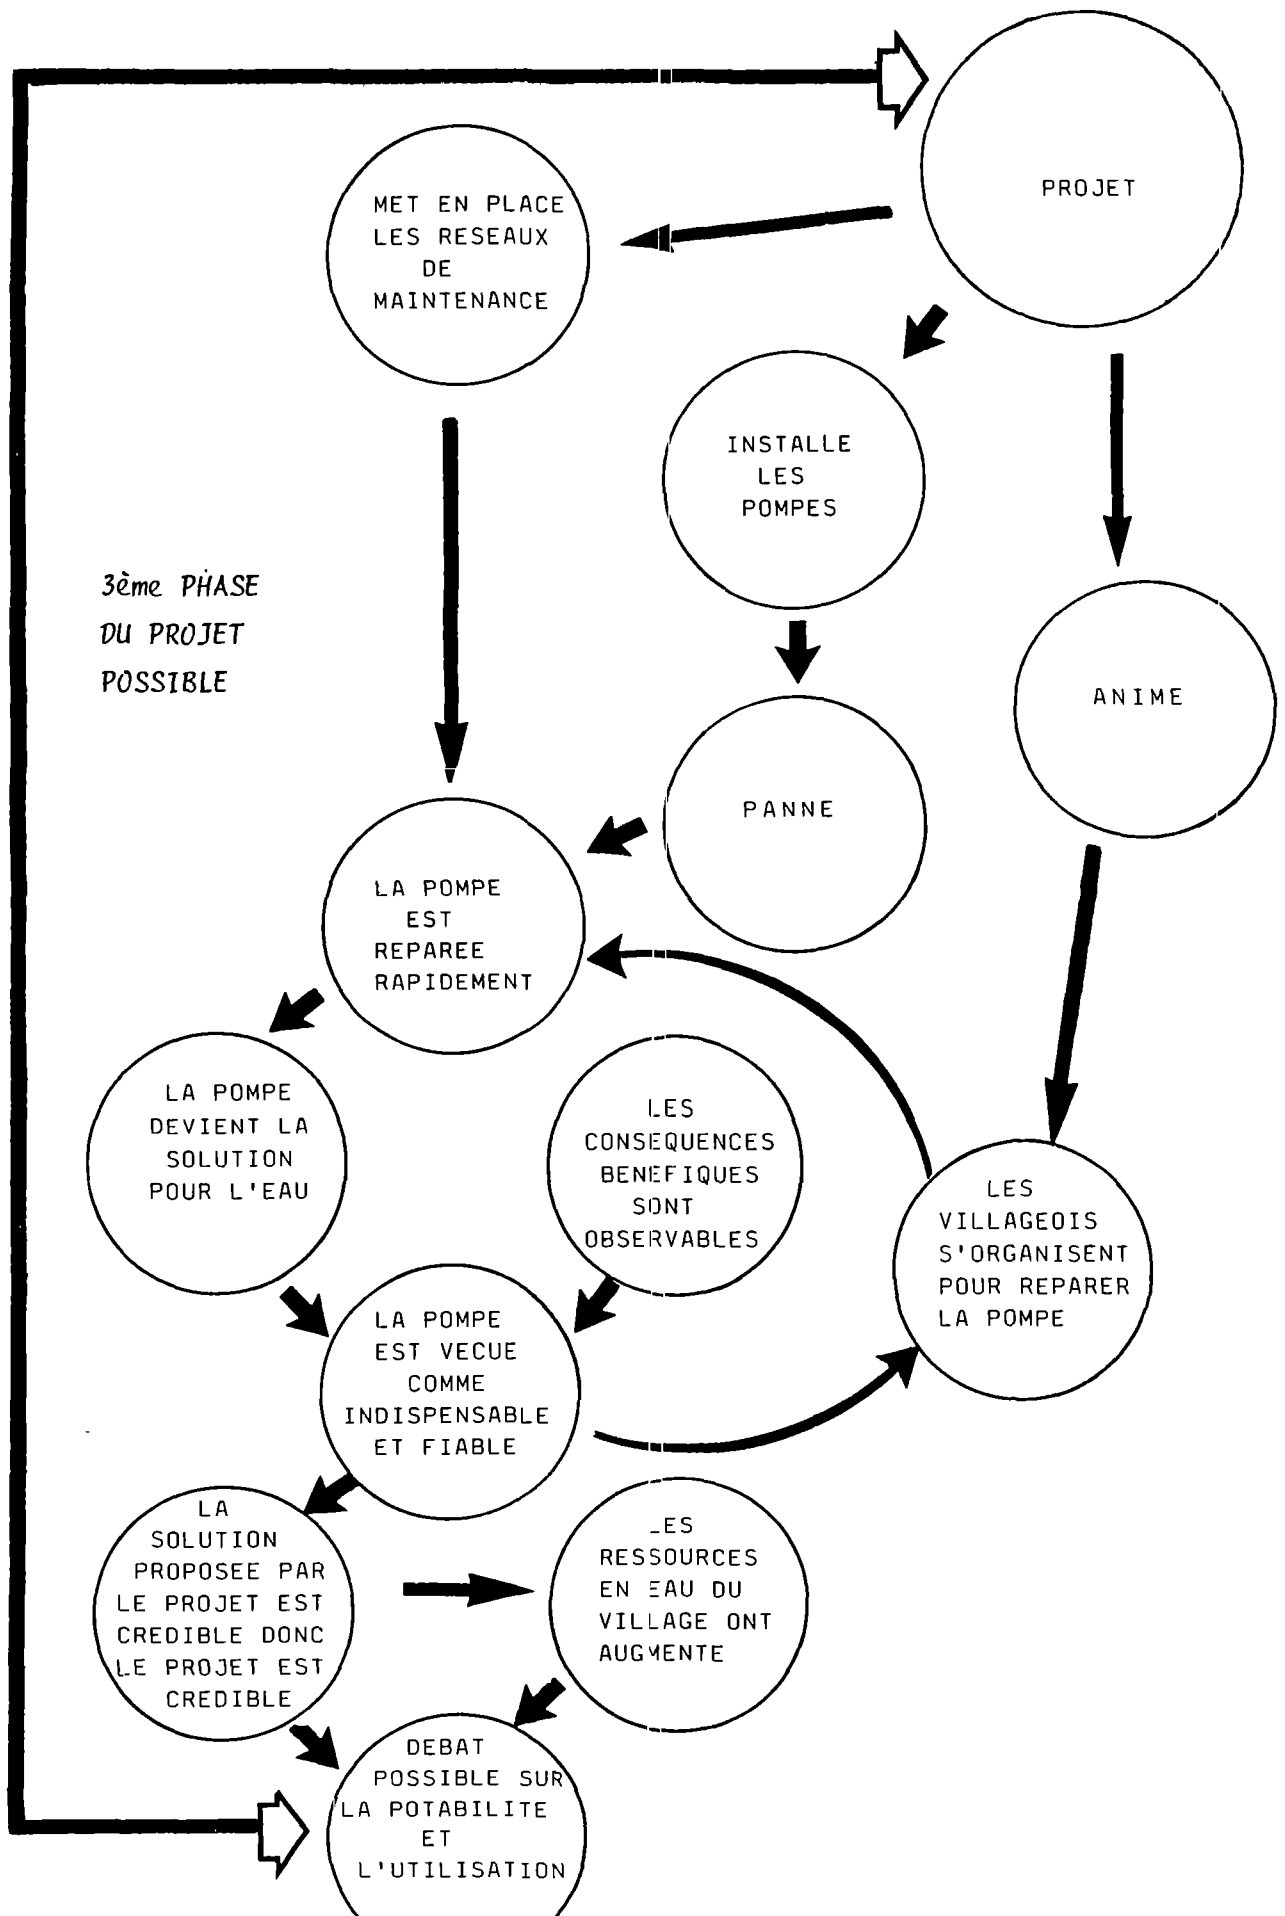 PROJET
MET EN PLACE
LES RESEAUX
DE
MAINTENANCE
INSTALLE
LES
POMPES
3ème PHASE
DU PROJET
POSSIBLE
ANIME
PANNE
LA POMPE
EST
REPAREE
RAPIDEMENT
LA POMPE
DEVIENT LA
SOLUTION
POUR L'EAU
LES
CONSEQUENCES
BENEFIQUES
SONT
OBSERVABLES
LES
VILLAGEOIS
S'ORGANISENT
POUR REPARER
LA POMPE
LA POMPE
EST VECUE
COMME
INDISPENSABLE
ET FIABLE
LA
SOLUTION
PROPOSEE PAR
LE PROJET EST
CREDIBLE DONC
LE PROJET EST
CREDIBLE
LES
RESSOURCES
EN EAU DU
VILLAGE ONT
AUGMENTE
DEBAT
POSSIBLE SUR
LA POTABILITE
ET
L'UTILISATION